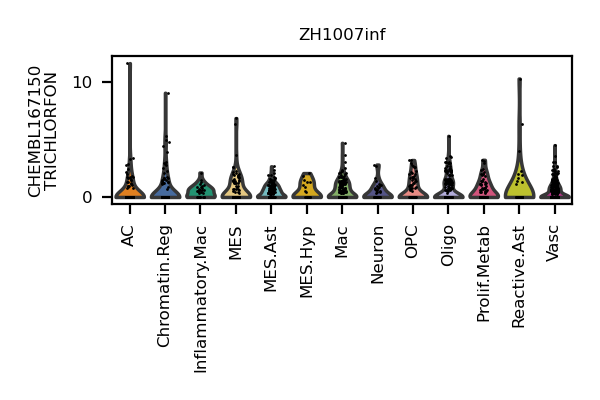 ZH1007inf
CHEMBL167150
TRICHLORFON
10
0
AC
Chromatin.Reg
Inflammatory.Mac
MES
MES.Ast
MES.Hyp
Mac
Neuron
OPC
Oligo
Prolif.Metab
Reactive.Ast
Vasc